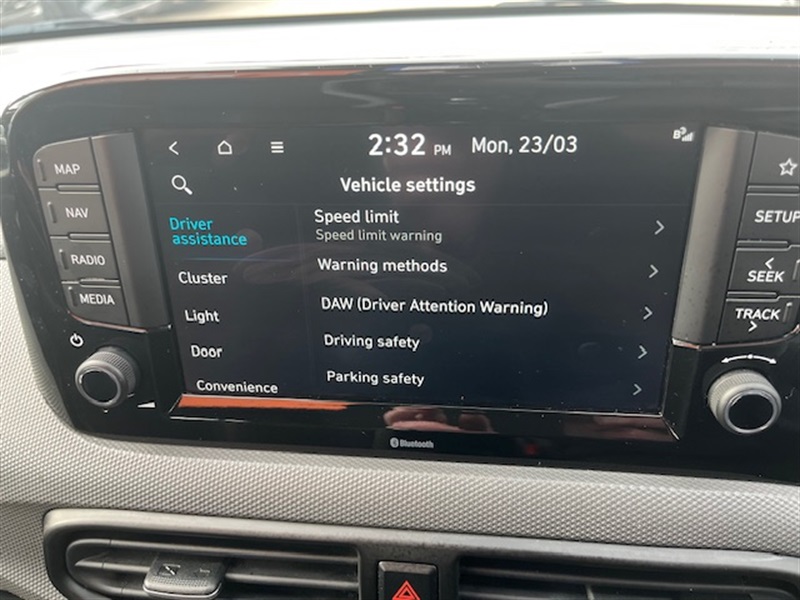 2:32 PM Mon, 23/03
Vehicle settings
MAP
NAV
RADIO
MEDIA
Driver
assistance
Cluster
Light
Door
Convenience
Speed limit
Speed limit warning
Warning methods
DAW (Driver Attention Warning)
Driving safety
Parking safety
SETUP
< SEEK
TRACK >
Bluetooth